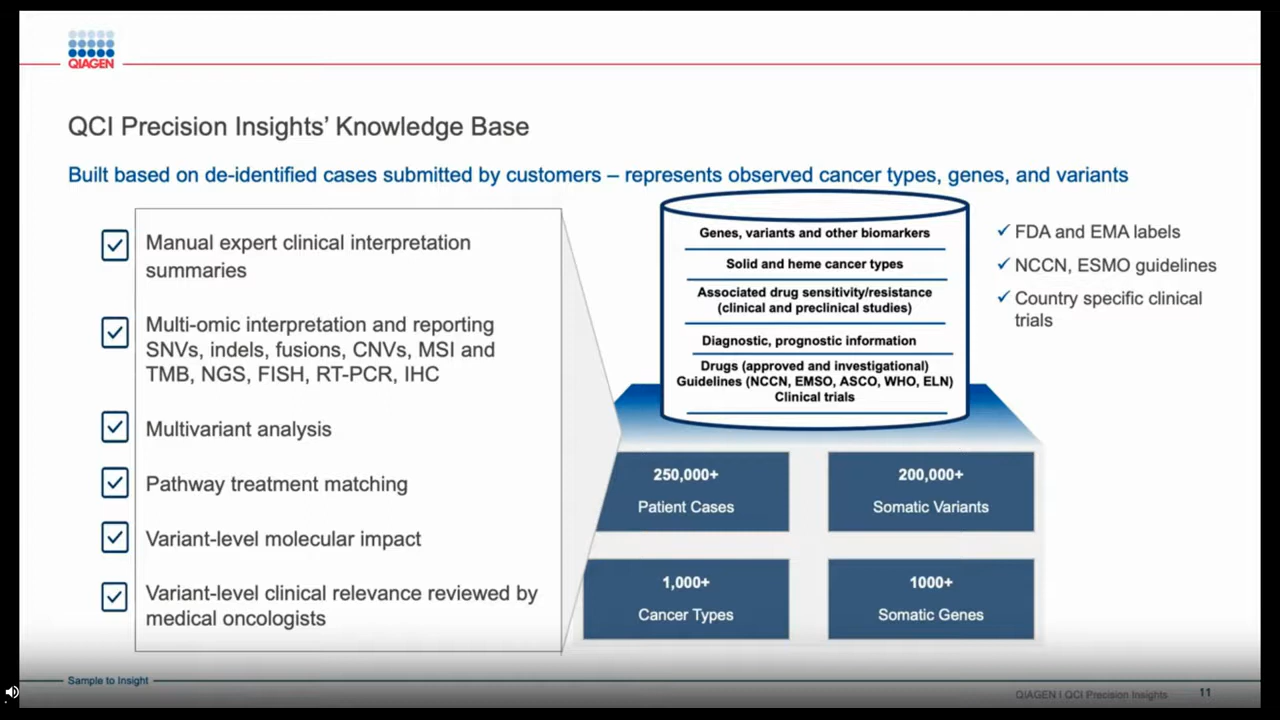 QIAGEN
QCI Precision Insights' Knowledge Base
Built based on de-identified cases submitted by customers – represents observed cancer types, genes, and variants
Manual expert clinical interpretation
summaries
Multi-omic interpretation and reporting
SNVs, indels, fusions, CNVs, MSI and
TMB, NGS, FISH, RT-PCR, IHC
Multivariant analysis
Pathway treatment matching
Variant-level molecular impact
Variant-level clinical relevance reviewed by
medical oncologists
Genes, variants and other biomarkers
Solid and heme cancer types
Associated drug sensitivity/resistance
(clinical and preclinical studies)
Diagnostic, prognostic information
Drugs (approved and investigational)
Guidelines (NCCN, EMSO, ASCO, WHO, ELN)
Clinical trials
FDA and EMA labels
NCCN, ESMO guidelines
Country specific clinical
trials
250,000+
Patient Cases
200,000+
Somatic Variants
1,000+
Cancer Types
1000+
Somatic Genes
Sample to Insight
QIAGEN | QCI Precision Insights
11